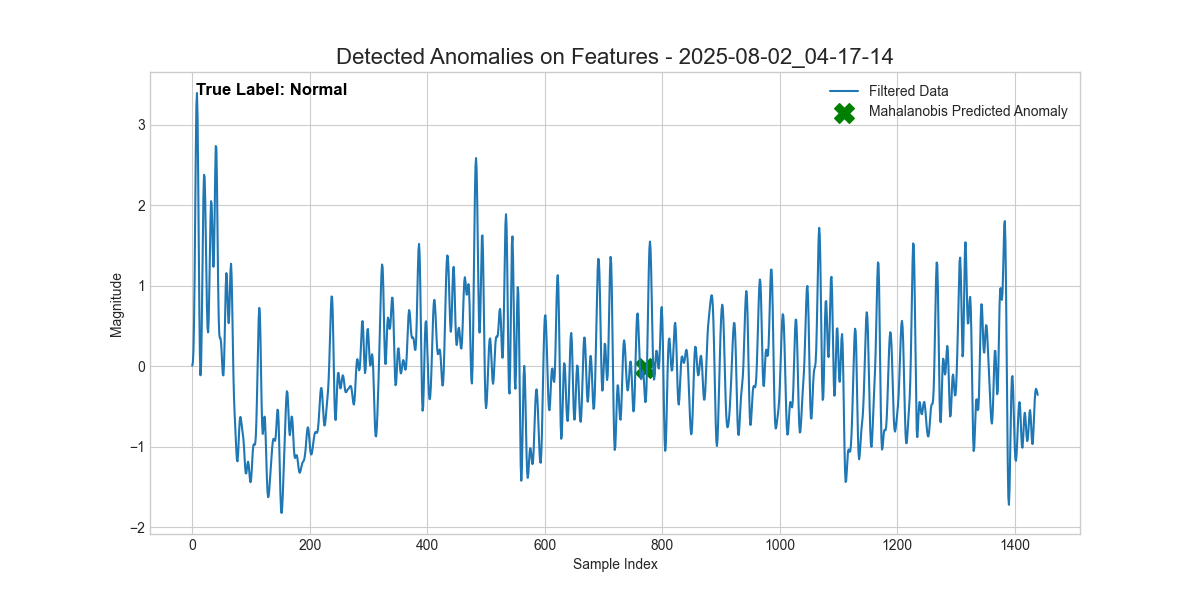 Detected Anomalies on Features - 2025-08-02_04-17-14
True Label: Normal
Filtered Data
Mahalanobis Predicted Anomaly
Magnitude
3
2
1
0
−1
−2
0 200 400 600 800 1000 1200 1400
Sample Index